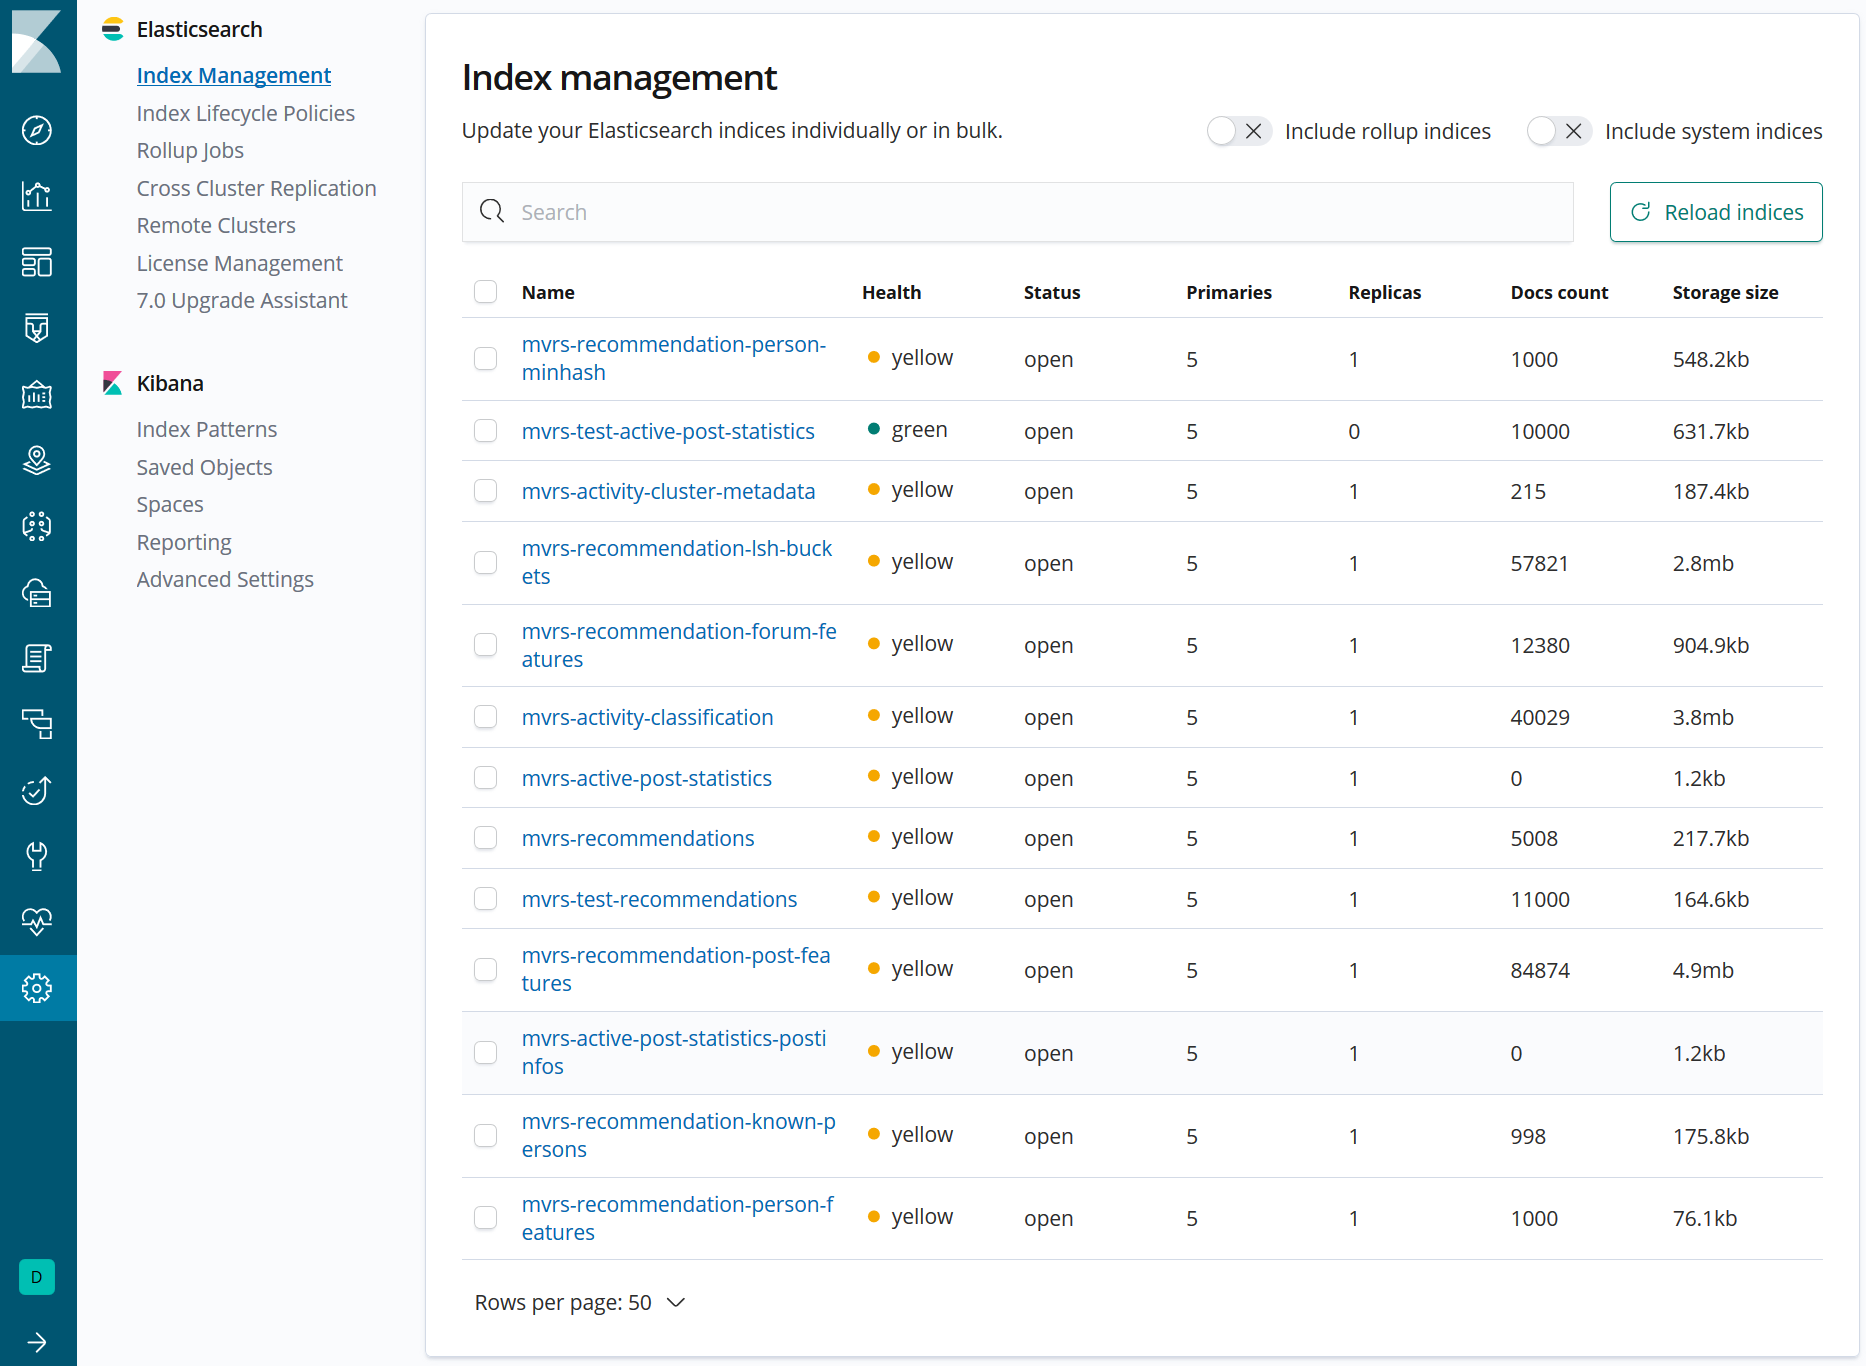 Elasticsearch
Index Management
Index Lifecycle Policies
Rollup Jobs
Cross Cluster Replication
Remote Clusters
License Management
7.0 Upgrade Assistant
Kibana
Index Patterns
Saved Objects
Spaces
Reporting
Advanced Settings
D
Index management
Update your Elasticsearch indices individually or in bulk.
Include rollup indices
Include system indices
Search
Reload indices
Name Health Status Primaries Replicas Docs count Storage size
mvrs-recommendation-person-
minhash
yellow open 5 1 1000 548.2kb
mvrs-test-active-post-statistics green open 5 0 10000 631.7kb
mvrs-activity-cluster-metadata yellow open 5 1 215 187.4kb
mvrs-recommendation-lsh-buck
ets
yellow open 5 1 57821 2.8mb
mvrs-recommendation-forum-fe
atures
yellow open 5 1 12380 904.9kb
mvrs-activity-classification yellow open 5 1 40029 3.8mb
mvrs-active-post-statistics yellow open 5 1 0 1.2kb
mvrs-recommendations yellow open 5 1 5008 217.7kb
mvrs-test-recommendations yellow open 5 1 11000 164.6kb
mvrs-recommendation-post-fea
tures
yellow open 5 1 84874 4.9mb
mvrs-active-post-statistics-posti
nfos
yellow open 5 1 0 1.2kb
mvrs-recommendation-known-p
ersons
yellow open 5 1 998 175.8kb
mvrs-recommendation-person-f
eatures
yellow open 5 1 1000 76.1kb
Rows per page: 50